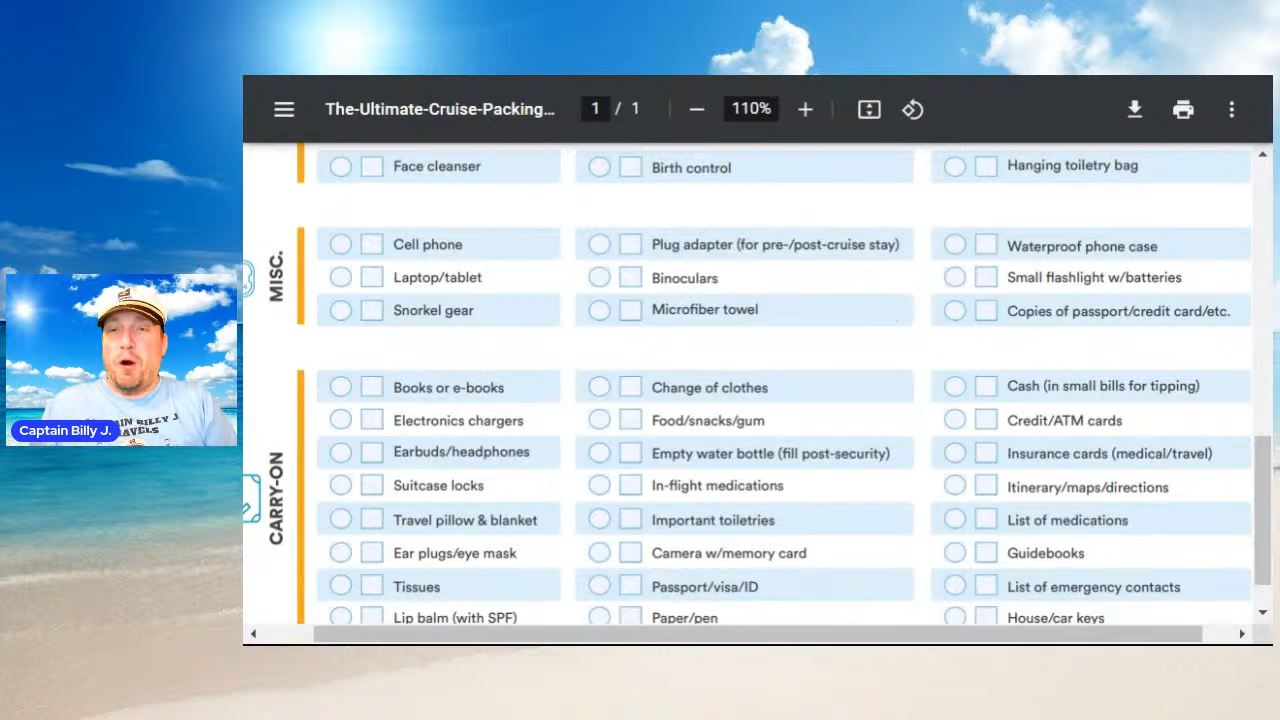 The-Ultimate-Cruise-Packing... 1 / 1 110%
Face cleanser Birth control Hanging toiletry bag
MISC.
Cell phone Plug adapter (for pre-/post-cruise stay) Waterproof phone case
Laptop/tablet Binoculars Small flashlight w/batteries
Snorkel gear Microfiber towel Copies of passport/credit card/etc.
CARRY-ON
Books or e-books Change of clothes Cash (in small bills for tipping)
Electronics chargers Food/snacks/gum Credit/ATM cards
Earbuds/headphones Empty water bottle (fill post-security) Insurance cards (medical/travel)
Suitcase locks In-flight medications Itinerary/maps/directions
Travel pillow & blanket Important toiletries List of medications
Ear plugs/eye mask Camera w/memory card Guidebooks
Tissues Passport/visa/ID List of emergency contacts
Lip balm (with SPF) Paper/pen House/car keys
BILLY J.
Captain Billy J.